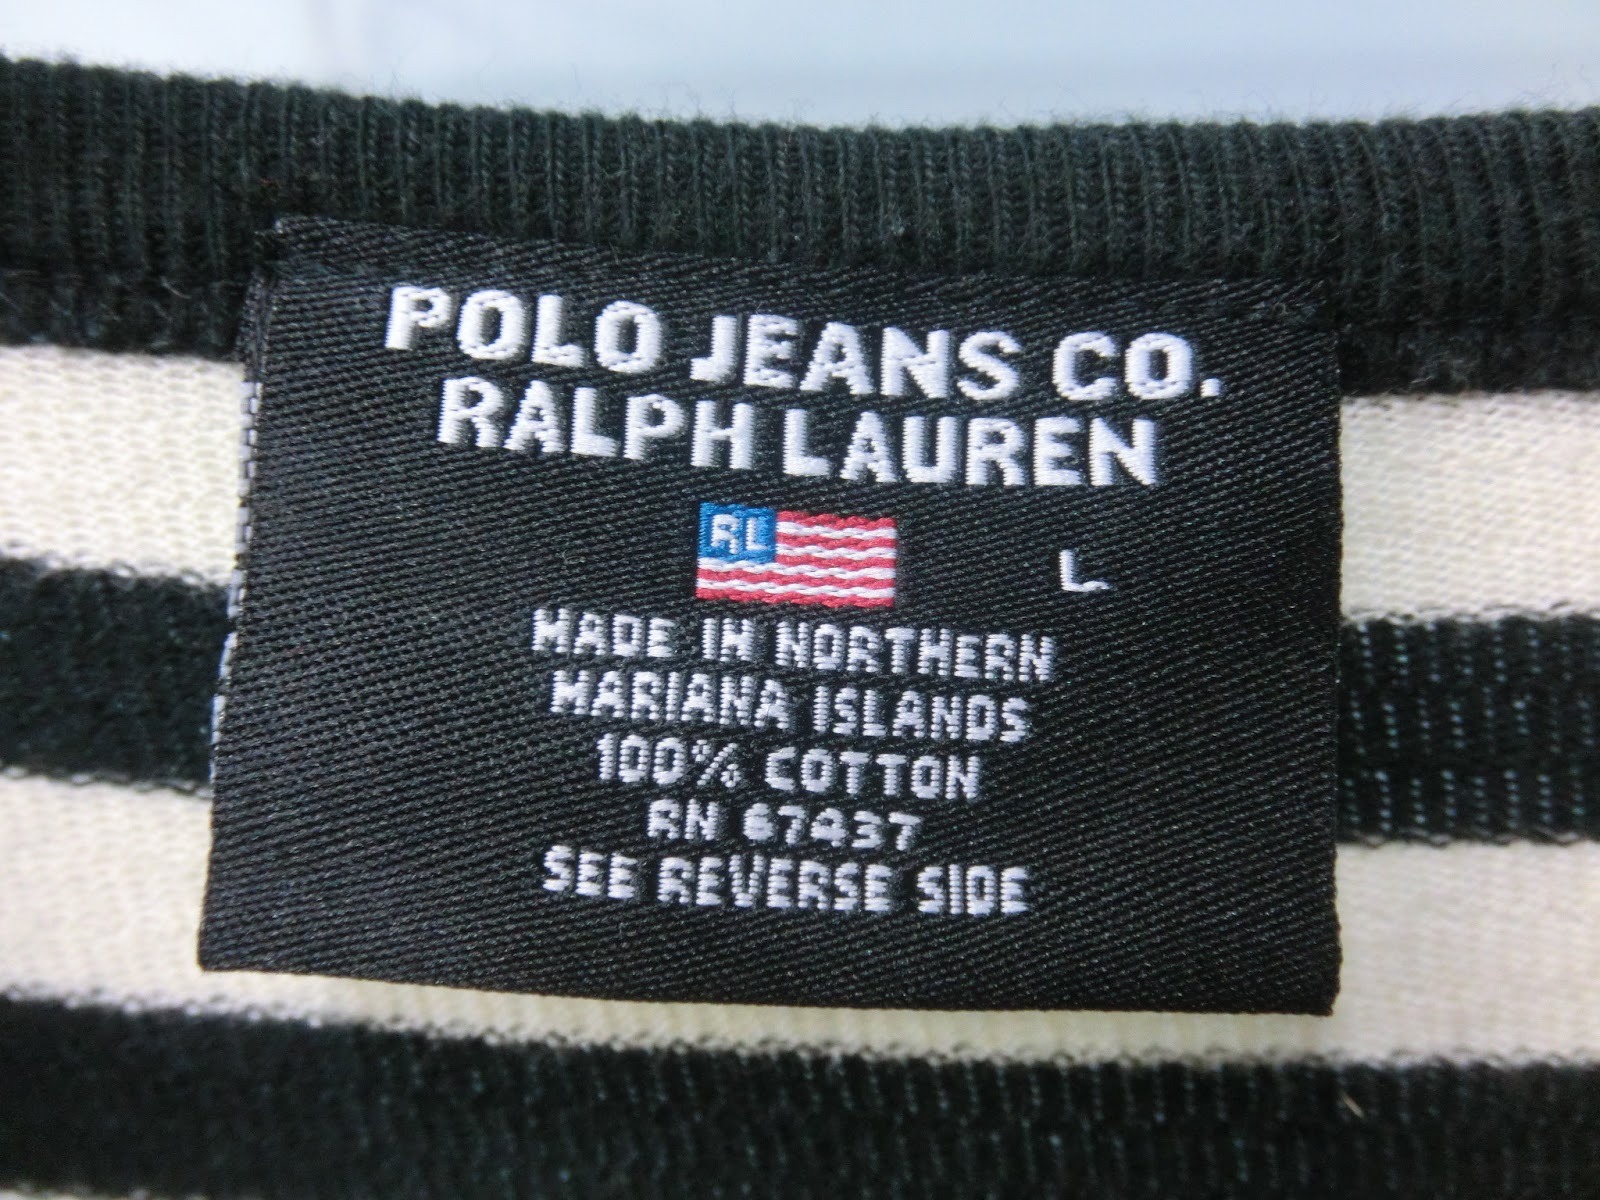 POLO JEANS CO.
RALPH LAUREN
RL
L
MADE IN NORTHERN
MARIANA ISLANDS
100% COTTON
RN 67437
SEE REVERSE SIDE